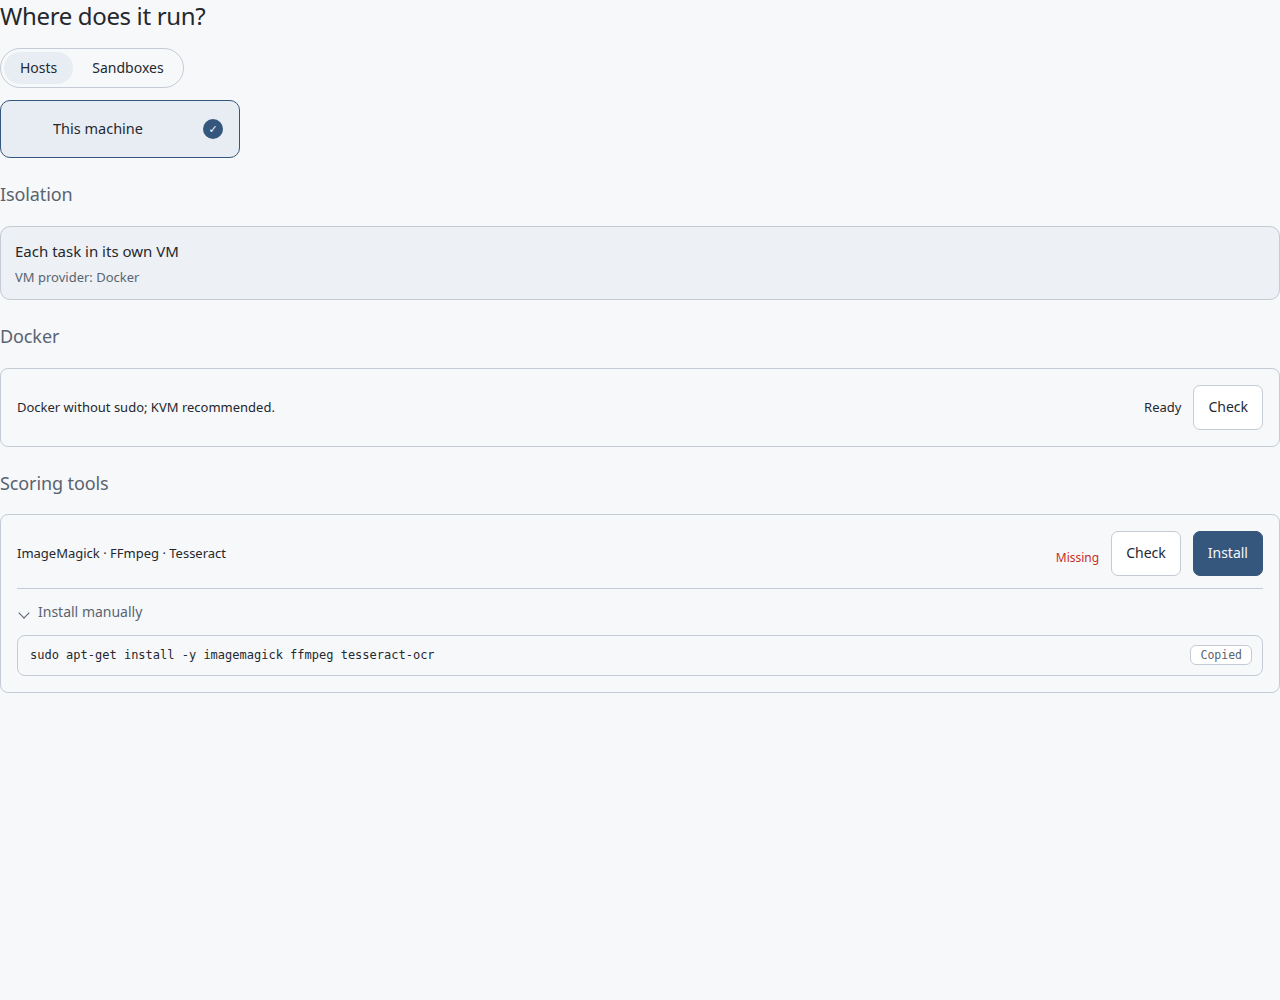 Where does it run?
Hosts Sandboxes
This machine ✓
Isolation
Each task in its own VM
VM provider: Docker
Docker
Docker without sudo; KVM recommended. Ready Check
Scoring tools
ImageMagick · FFmpeg · Tesseract Missing Check Install
Install manually
sudo apt-get install -y imagemagick ffmpeg tesseract-ocr Copied